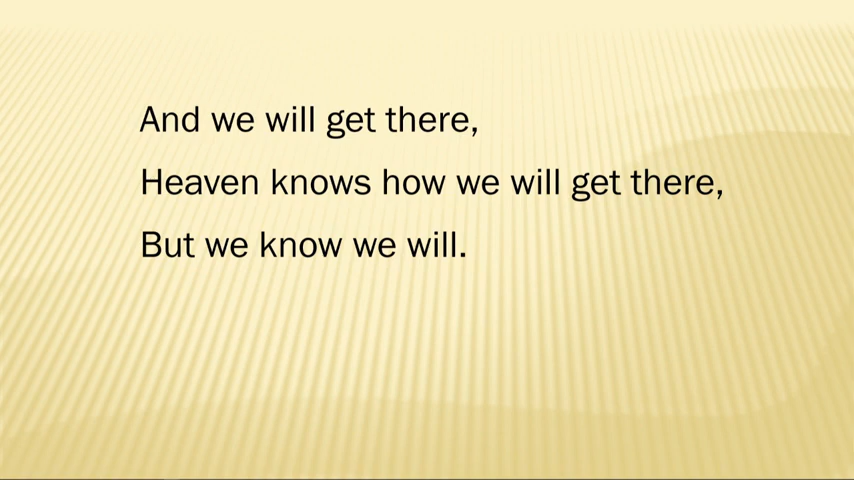 And we will get there,
Heaven knows how we will get there,
But we know we will.